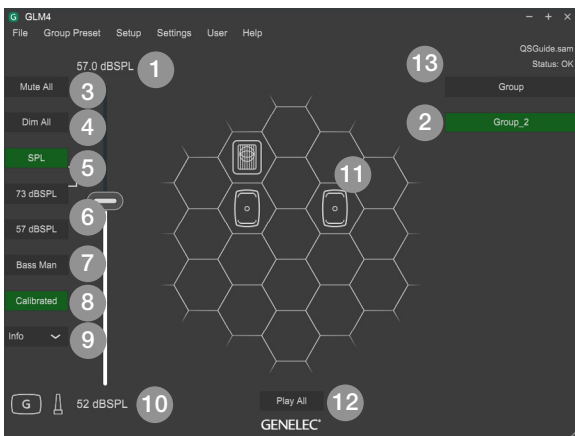 G GLM4
File Group Preset Setup Settings User Help
QSGuide.sam
57.0 dBSPL 1
13 Status: OK
Mute All 3 Group
Dim All 4
2 Group_2
SPL 5
11
73 dBSPL
6
57 dBSPL
Bass Man 7
Calibrated 8
Info 9
G 52 dBSPL 10
Play All 12
GENELEC®